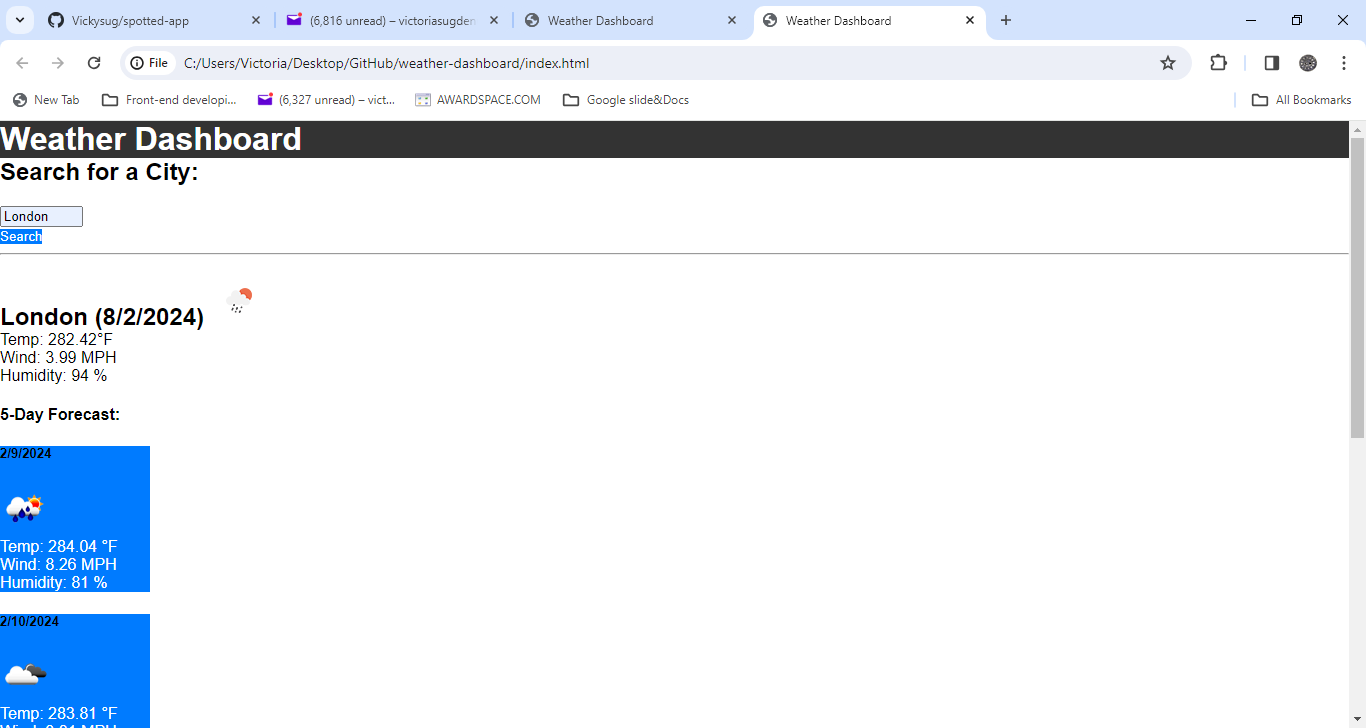 Vickysug/spotted-app
(6,816 unread) – victoriasugden
Weather Dashboard
Weather Dashboard
File C:/Users/Victoria/Desktop/GitHub/weather-dashboard/index.html
New Tab
Front-end developi...
(6,327 unread) – vict...
AWARDSPACE.COM
Google slide&Docs
All Bookmarks
Weather Dashboard
Search for a City:
London
Search
London (8/2/2024)
Temp: 282.42°F
Wind: 3.99 MPH
Humidity: 94 %
5-Day Forecast:
2/9/2024
Temp: 284.04 °F
Wind: 8.26 MPH
Humidity: 81 %
2/10/2024
Temp: 283.81 °F